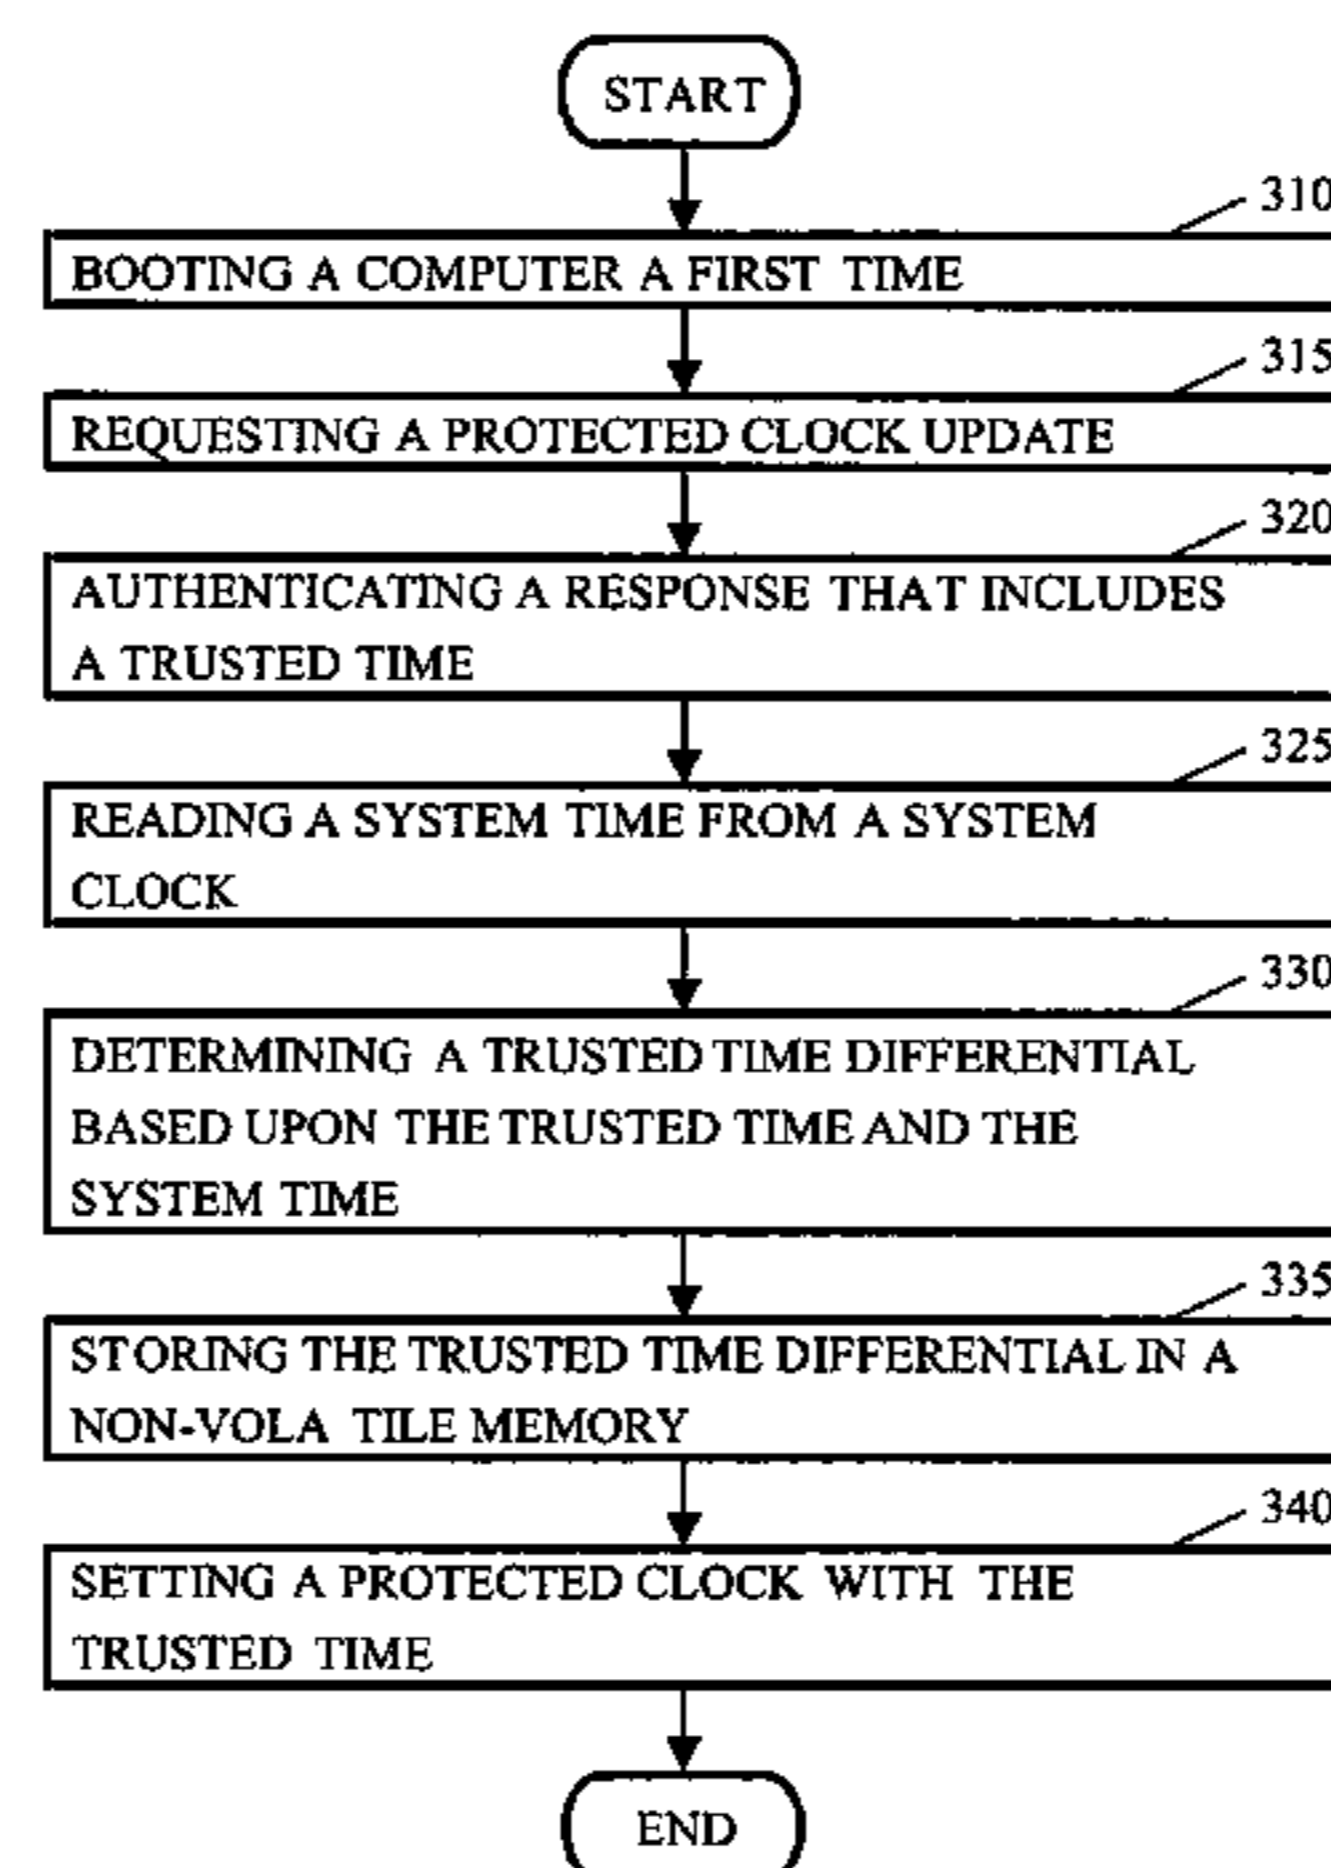 START
310
BOOTING A COMPUTER A FIRST TIME
315
REQUESTING A PROTECTED CLOCK UPDATE
320
AUTHENTICATING A RESPONSE THAT INCLUDES
A TRUSTED TIME
325
READING A SYSTEM TIME FROM A SYSTEM
CLOCK
330
DETERMINING A TRUSTED TIME DIFFERENTIAL
BASED UPON THE TRUSTED TIME AND THE
SYSTEM TIME
335
STORING THE TRUSTED TIME DIFFERENTIAL IN A
NON-VOLA TILE MEMORY
340
SETTING A PROTECTED CLOCK WITH THE
TRUSTED TIME
END